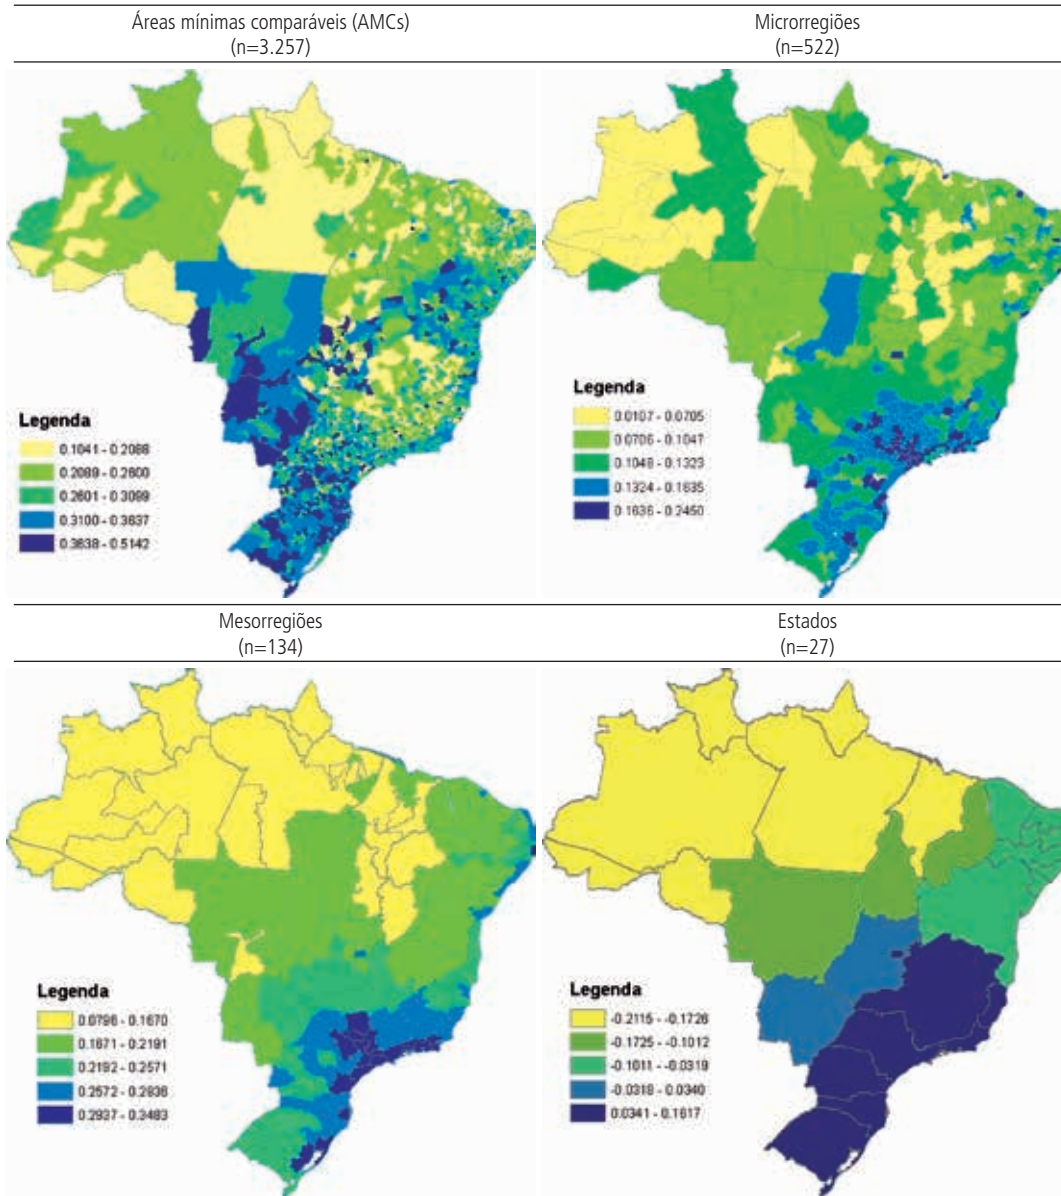 Áreas mínimas comparáveis (AMCs)
(n=3.257)
Microrregiões
(n=522)
Legenda
0.1041 - 0.2088
0.2089 - 0.2600
0.2601 - 0.3099
0.3100 - 0.3637
0.3638 - 0.5142
Legenda
0.0107 - 0.0705
0.0706 - 0.1047
0.1048 - 0.1323
0.1324 - 0.1635
0.1636 - 0.2450
Mesorregiões
(n=134)
Estados
(n=27)
Legenda
0.0796 - 0.1670
0.1671 - 0.2191
0.2192 - 0.2571
0.2572 - 0.2936
0.2937 - 0.3483
Legenda
-0.2115 - -0.1726
-0.1725 - -0.1012
-0.1011 - -0.0319
-0.0318 - 0.0340
0.0341 - 0.1617